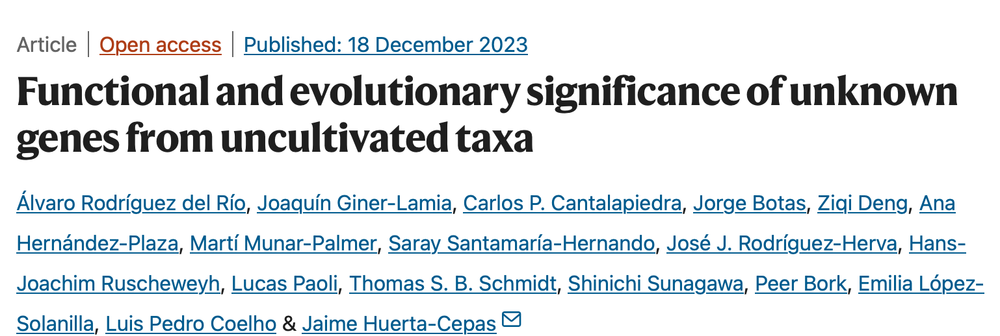 Article | Open access | Published: 18 December 2023
Functional and evolutionary significance of unknown
genes from uncultivated taxa
Álvaro Rodríguez del Río, Joaquín Giner-Lamia, Carlos P. Cantalapiedra, Jorge Botas, Ziqi Deng, Ana
Hernández-Plaza, Martí Munar-Palmer, Saray Santamaría-Hernando, José J. Rodríguez-Herva, Hans-
Joachim Ruscheweyh, Lucas Paoli, Thomas S. B. Schmidt, Shinichi Sunagawa, Peer Bork, Emilia López-
Solanilla, Luis Pedro Coelho & Jaime Huerta-Cepas